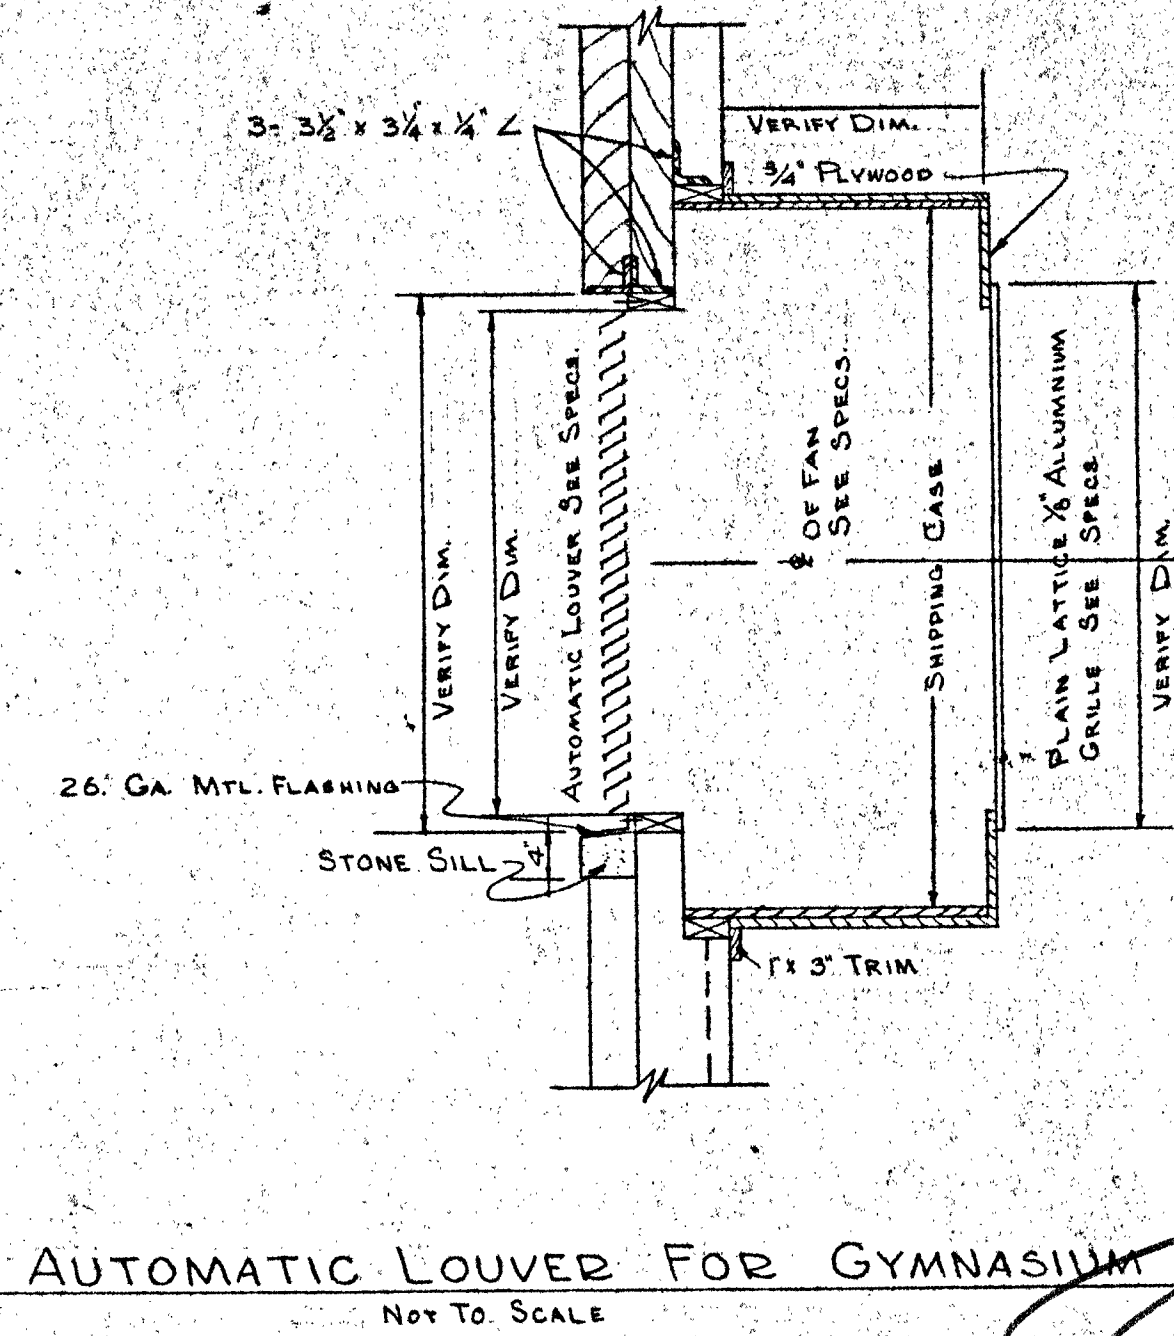 3- 3½" x 3¼ x ¼" ∠
VERIFY DIM.
¾" PLYWOOD
VERIFY DIM.
VERIFY DIM.
AUTOMATIC LOUVER SEE SPECS.
℄ OF FAN
SEE SPECS.
SHIPPING CASE
PLAIN LATTICE ⅛" ALLUMNIUM
GRILLE SEE SPECS.
VERIFY DIM.
26. GA. MTL. FLASHING
STONE SILL
4"
1" x 3" TRIM
AUTOMATIC LOUVER FOR GYMNASIUM
NOT TO SCALE